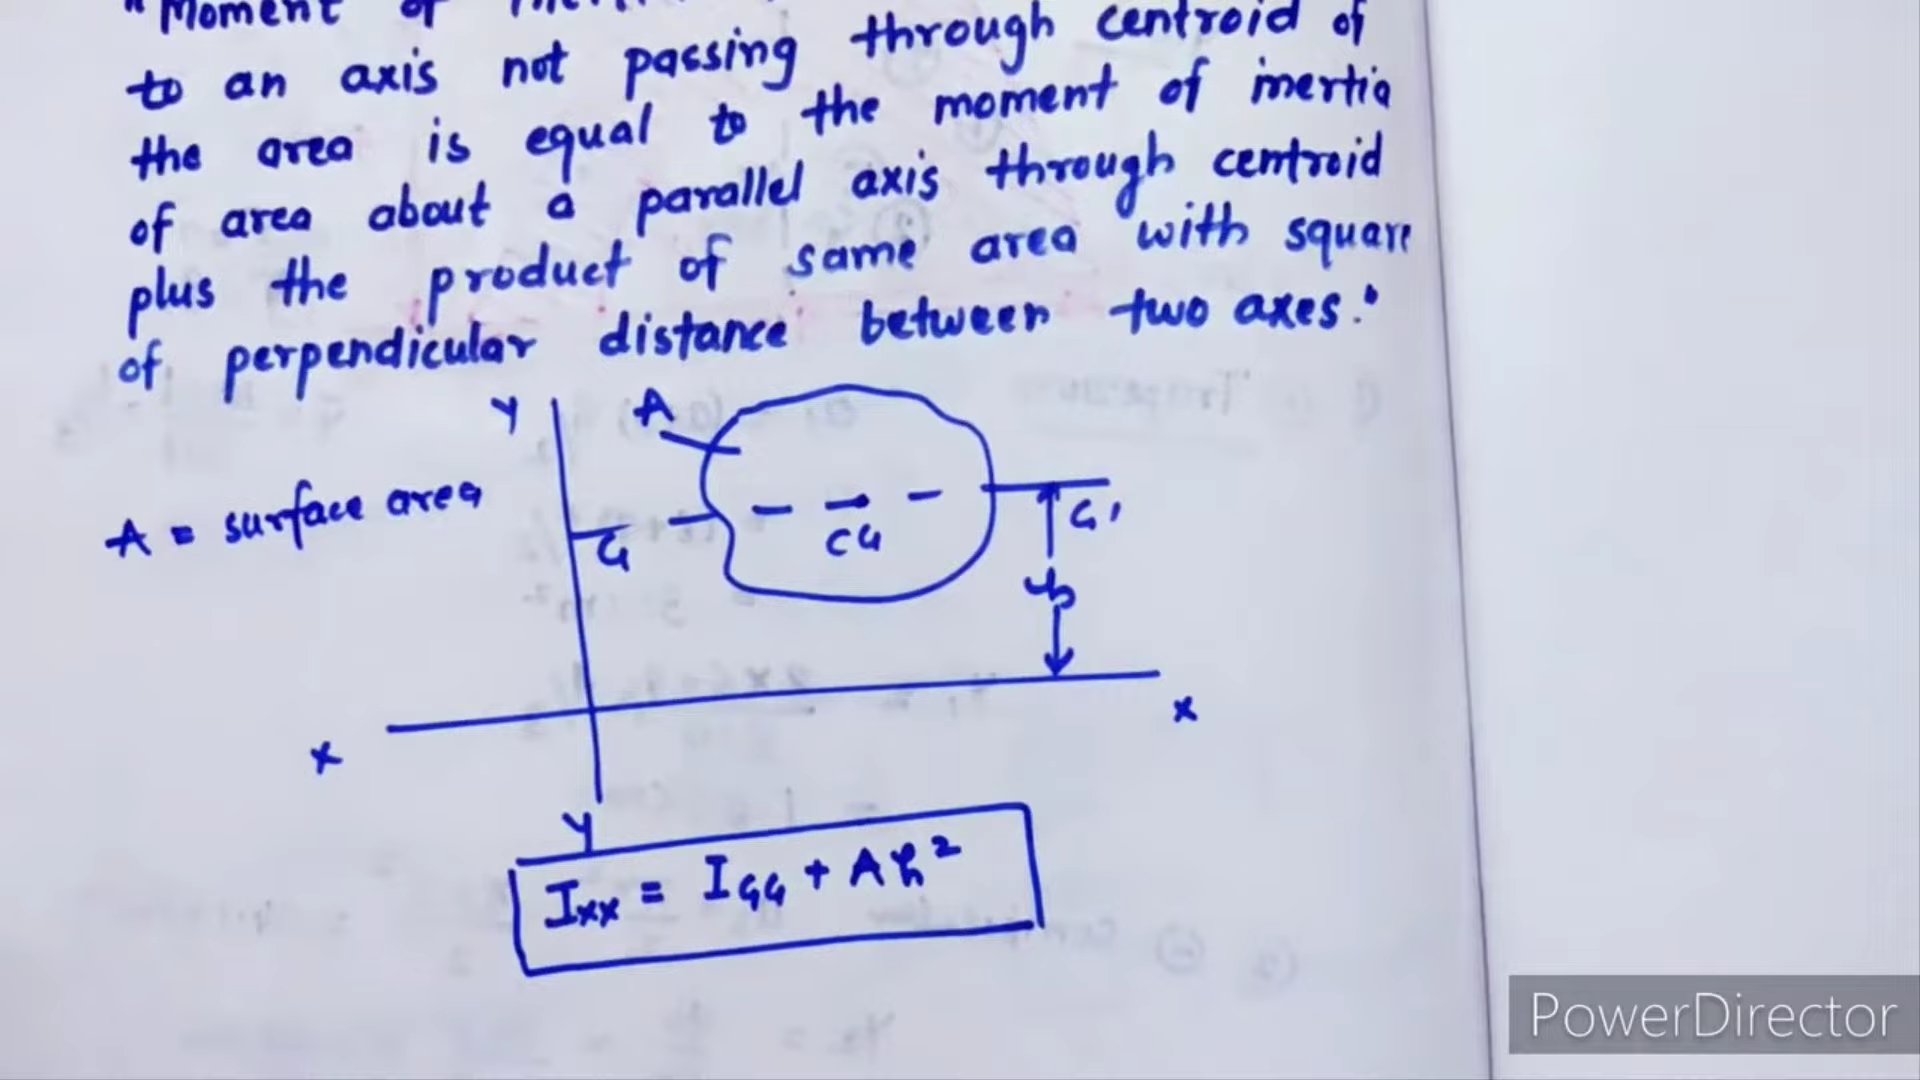 "Moment of
to an axis not passing through centroid of
the area is equal to the moment of inertia
of area about a parallel axis through centroid
plus the product of same area with square
of perpendicular distance between two axes."
Y
A
A = surface area
G
CG
G'
h
X
X
Y
Ixx = IGG + Ah²
PowerDirector